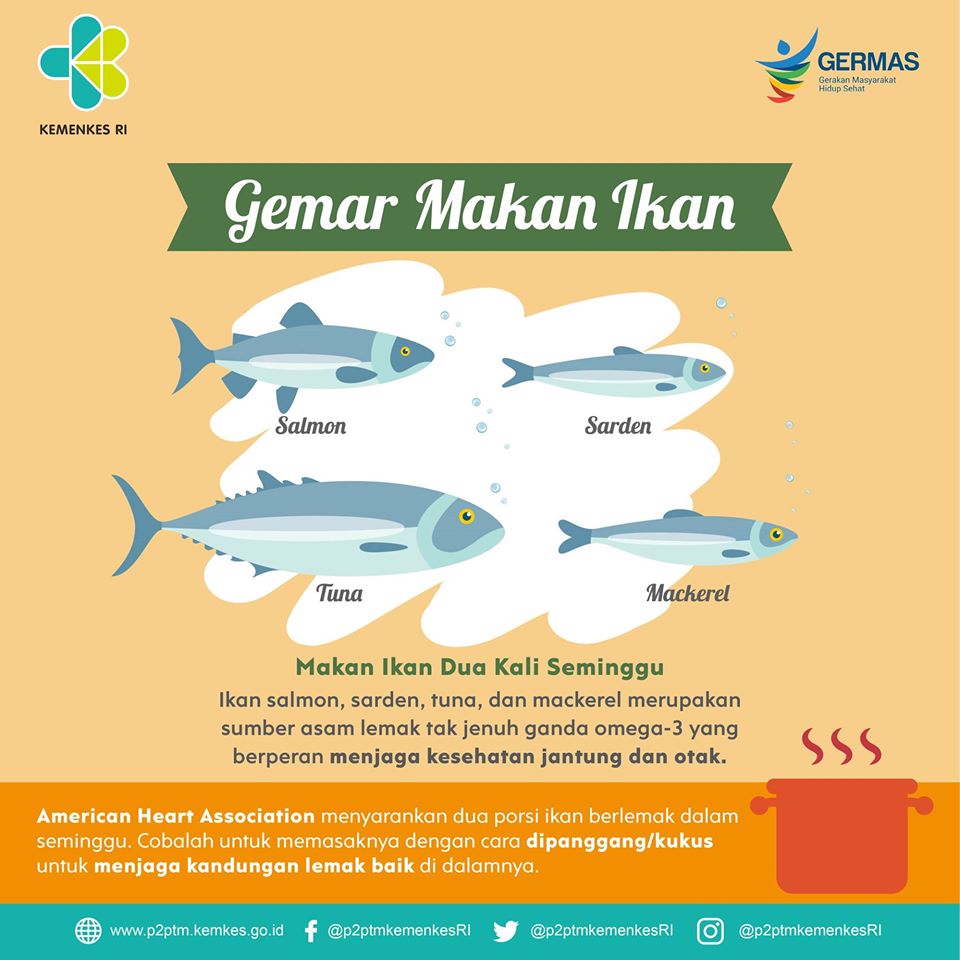 KEMENKES RI
GERMAS
Gerakan Masyarakat
Hidup Sehat
Gemar Makan Ikan
Salmon
Sarden
Tuna
Mackerel
Makan Ikan Dua Kali Seminggu
Ikan salmon, sarden, tuna, dan mackerel merupakan
sumber asam lemak tak jenuh ganda omega-3 yang
berperan menjaga kesehatan jantung dan otak.
American Heart Association menyarankan dua porsi ikan berlemak dalam
seminggu. Cobalah untuk memasaknya dengan cara dipanggang/kukus
untuk menjaga kandungan lemak baik di dalamnya.
www.p2ptm.kemkes.go.id @p2ptmkemenkesRI @p2ptmkemenkesRI @p2ptmkemenkesRI